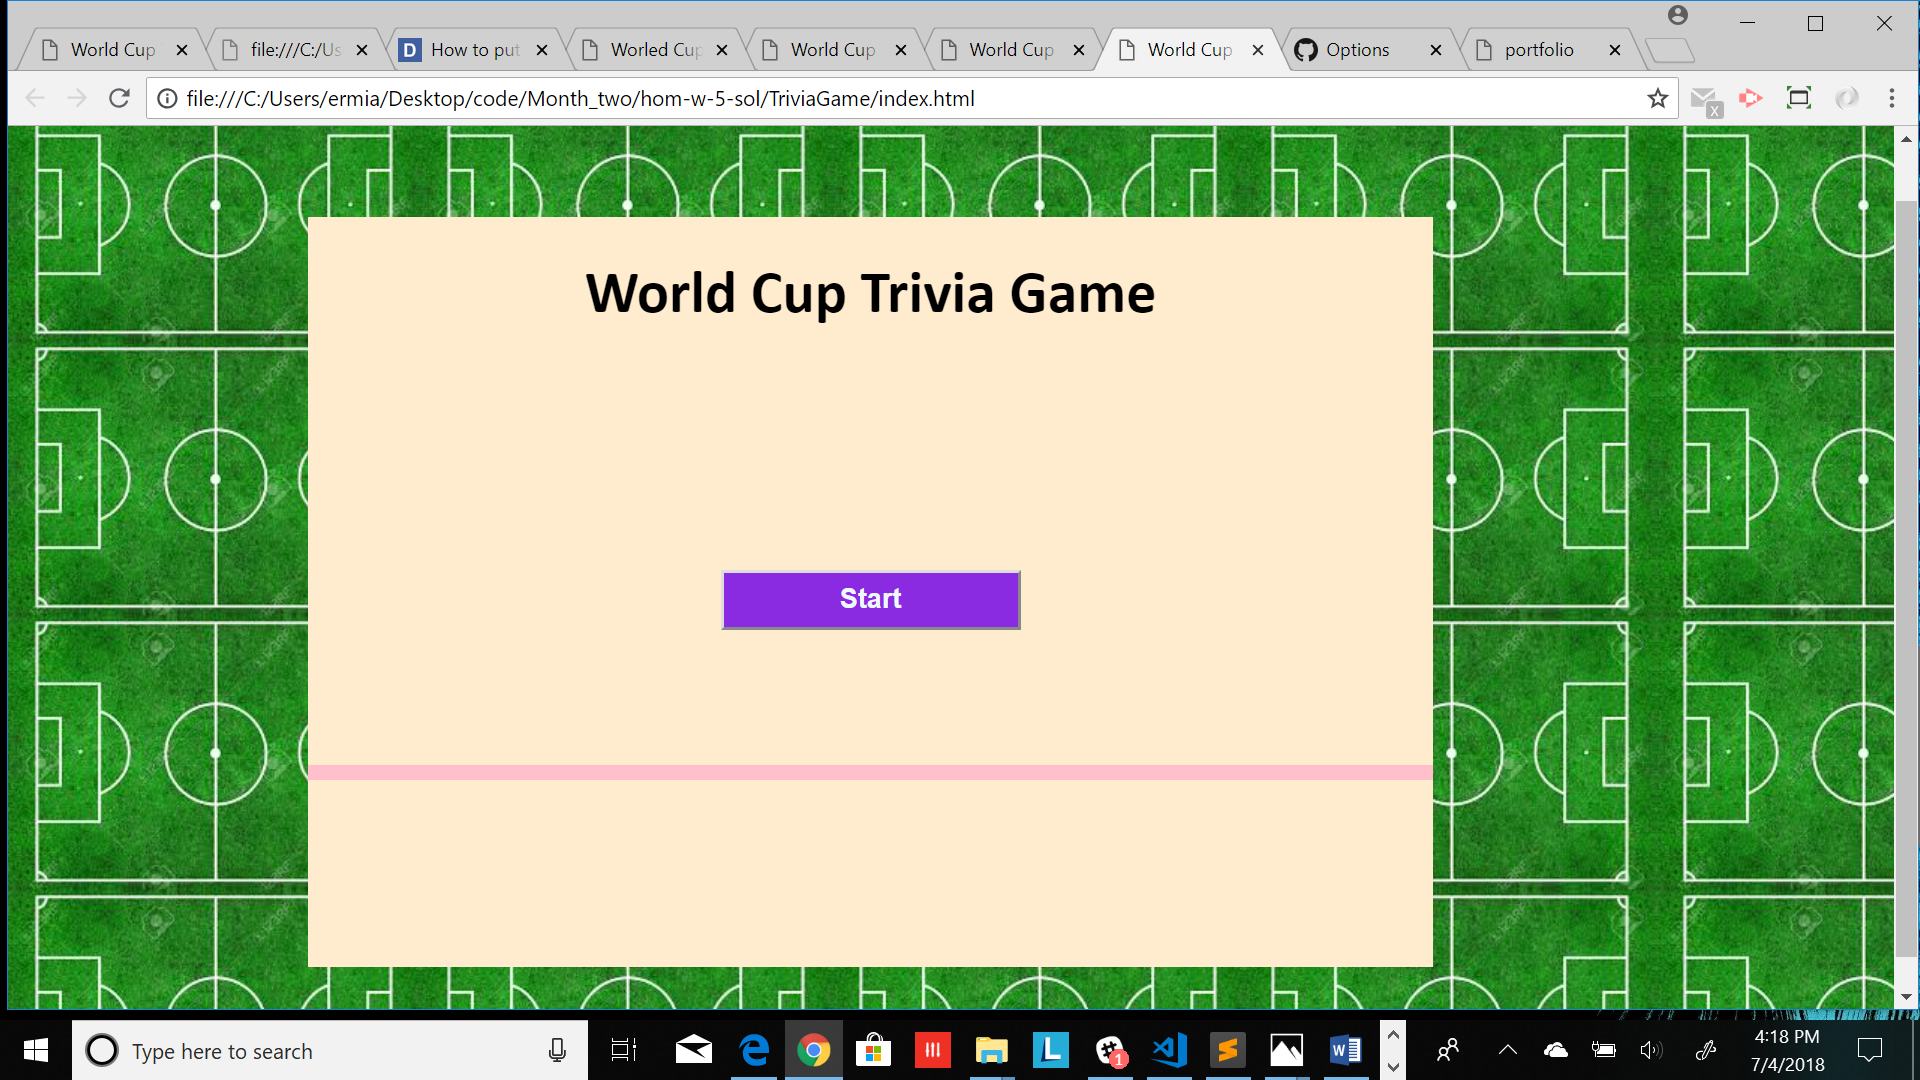 World Cup
file:///C:/Us
D How to put
Worled Cup
World Cup
World Cup
World Cup
Options
portfolio
file:///C:/Users/ermia/Desktop/code/Month_two/hom-w-5-sol/TriviaGame/index.html
x
World Cup Trivia Game
Start
Type here to search
L
1
4:18 PM
7/4/2018